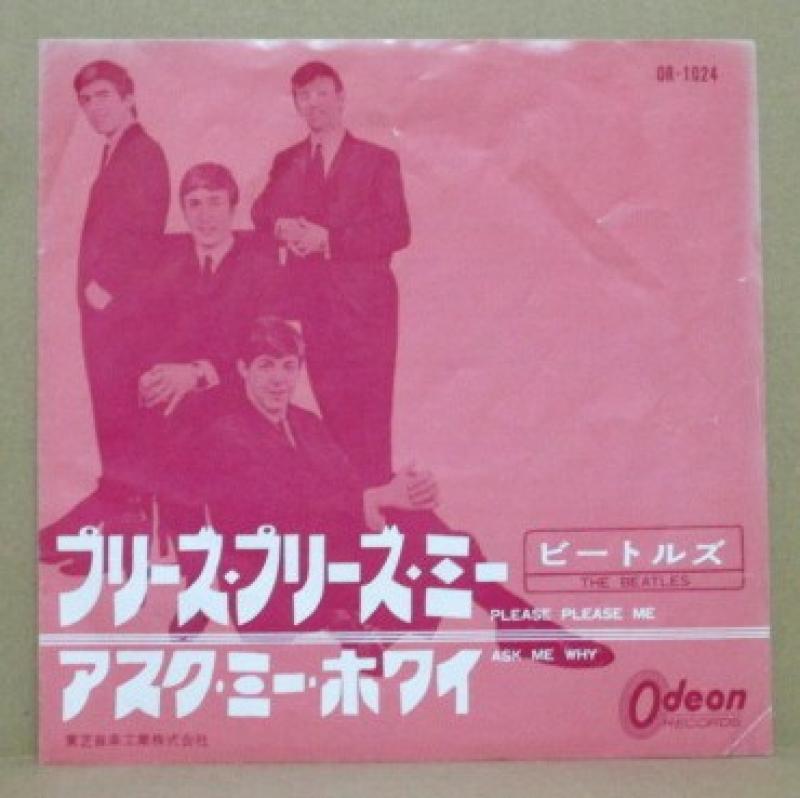 OR-1024
プリーズ・プリーズ・ミー
ビートルズ
THE BEATLES
PLEASE PLEASE ME
アスク・ミー・ホワイ
ASK ME WHY
Odeon
RECORDS
東芝音楽工業株式会社